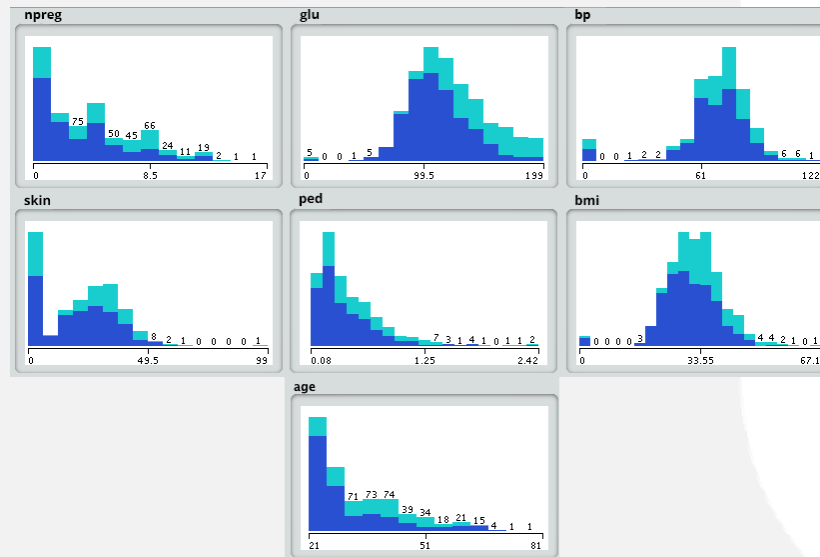 npreg
75 50 45 66 24 11 19 2 1 1
0 8.5 17
glu
5 0 0 1 5
0 99.5 199
bp
0 0 1 2 2 6 6 1
0 61 122
skin
8 2 1 0 0 0 0 1
0 49.5 99
ped
7 3 1 4 1 0 1 1 2
0.08 1.25 2.42
bmi
0 0 0 0 3 4 4 2 1 0 1
0 33.55 67.1
age
71 73 74 39 34 18 21 15 4 1 1
21 51 81